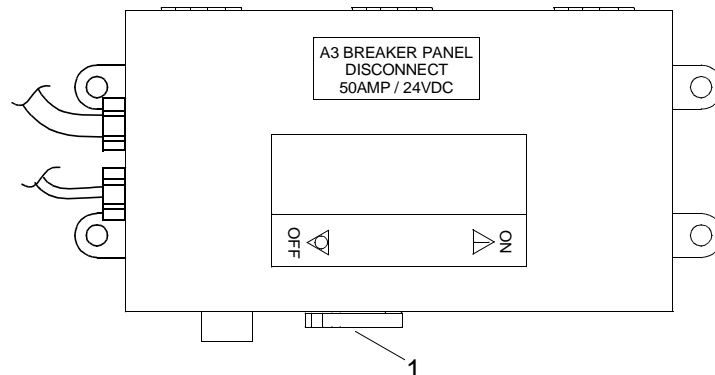 A3 BREAKER PANEL
DISCONNECT
50AMP / 24VDC
OFF
ON
1